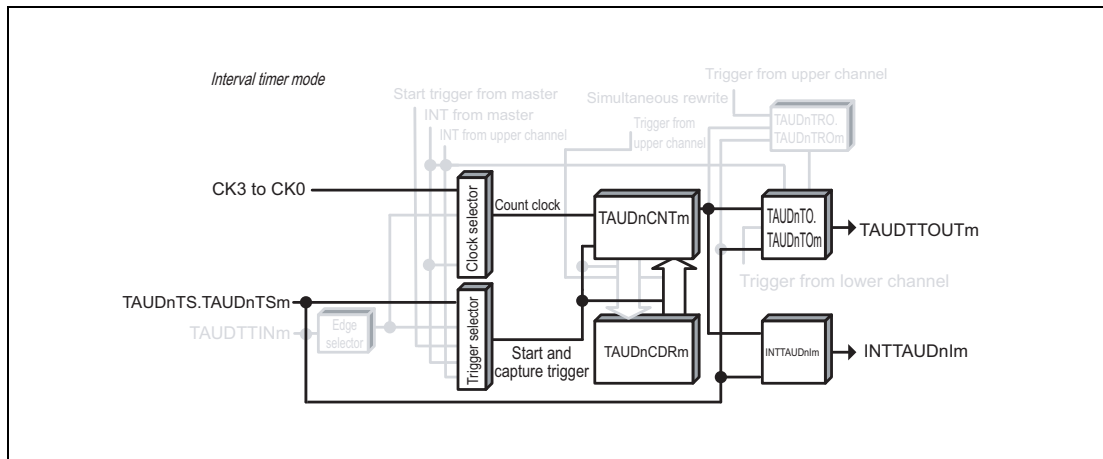 Interval timer mode
Trigger from upper channel
Start trigger from master
Simultaneous rewrite
INT from master
INT from upper channel
Trigger from
upper channel
TAUDnTRO.
TAUDnTROm
CK3 to CK0
Clock selector
Count clock
TAUDnCNTm
TAUDnTO.
TAUDnTOm
TAUDTTOUTm
Trigger from lower channel
TAUDnTS.TAUDnTSm
TAUDTTINm
Edge
selector
Trigger selector
Start and
capture trigger
TAUDnCDRm
INTTAUDnIm
INTTAUDnIm